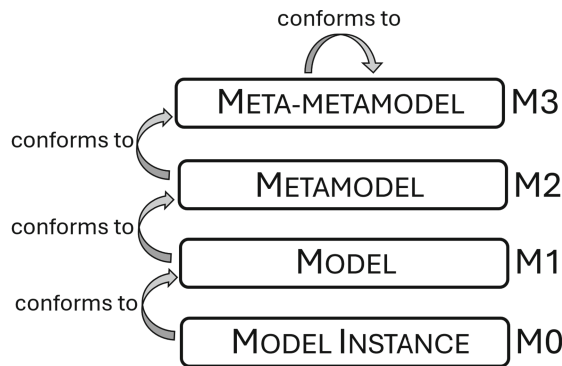 conforms to
META-METAMODEL M3
conforms to
METAMODEL M2
conforms to
MODEL M1
conforms to
MODEL INSTANCE M0